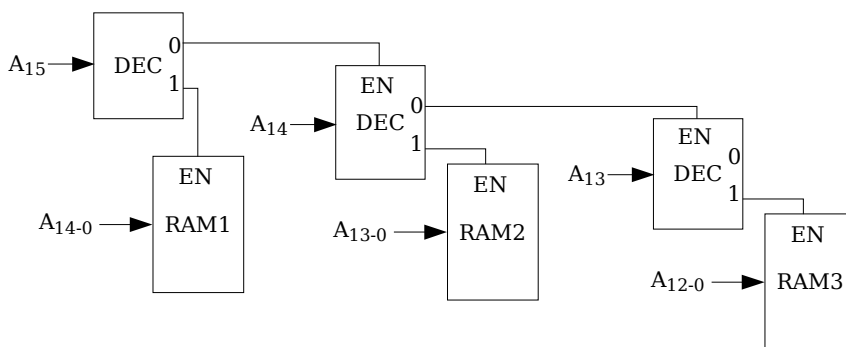 A15
DEC
0
1
EN
RAM1
A14-0
A14
EN
DEC
0
1
EN
RAM2
A13-0
A13
EN
DEC
0
1
EN
RAM3
A12-0